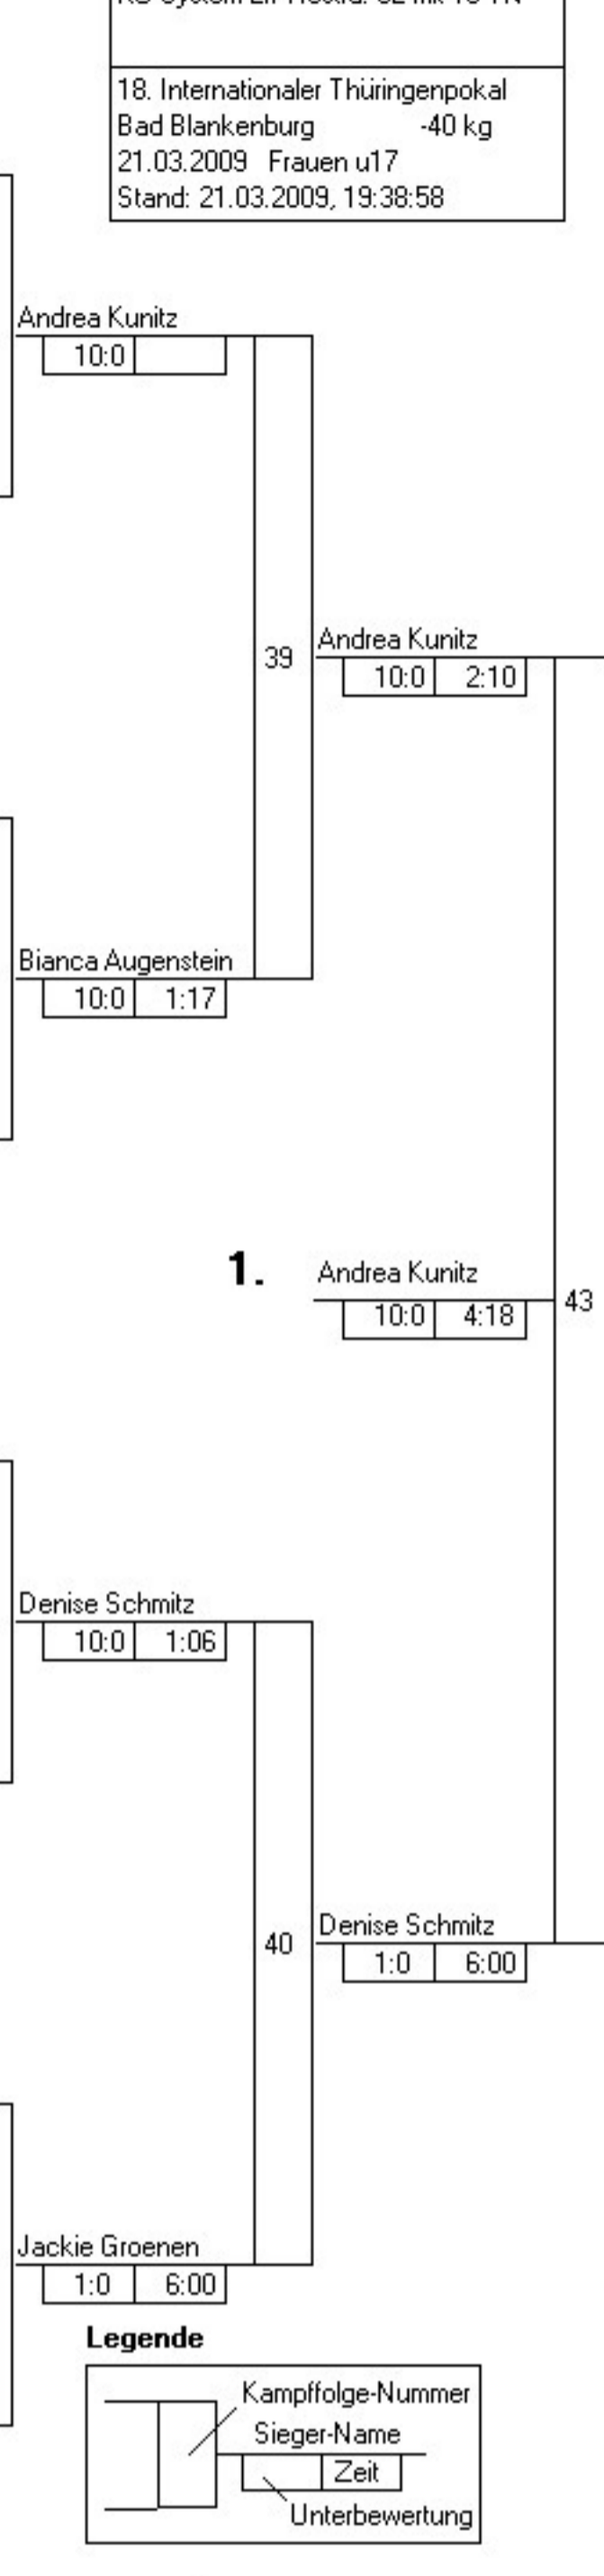 18. Internationaler Thüringenpokal
Bad Blankenburg -40 kg
21.03.2009 Frauen u17
Stand: 21.03.2009, 19:38:58
Andrea Kunitz
10:0
39
Andrea Kunitz
10:0 2:10
Bianca Augenstein
10:0 1:17
1.
Andrea Kunitz
10:0 4:18
43
Denise Schmitz
10:0 1:06
40
Denise Schmitz
1:0 6:00
Jackie Groenen
1:0 6:00
Legende
Kampffolge-Nummer
Sieger-Name
Zeit
Unterbewertung